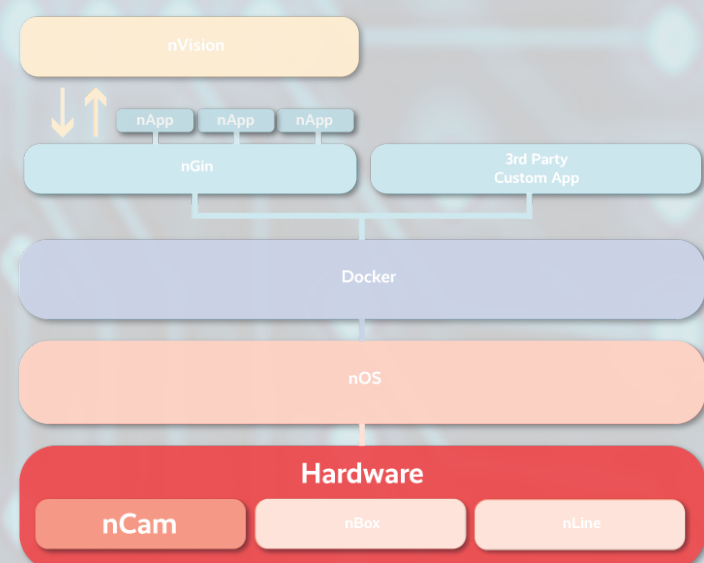 nVision
nApp
nApp
nApp
nGin
3rd Party
Custom App
Docker
nOS
Hardware
nCam
nBox
nLine